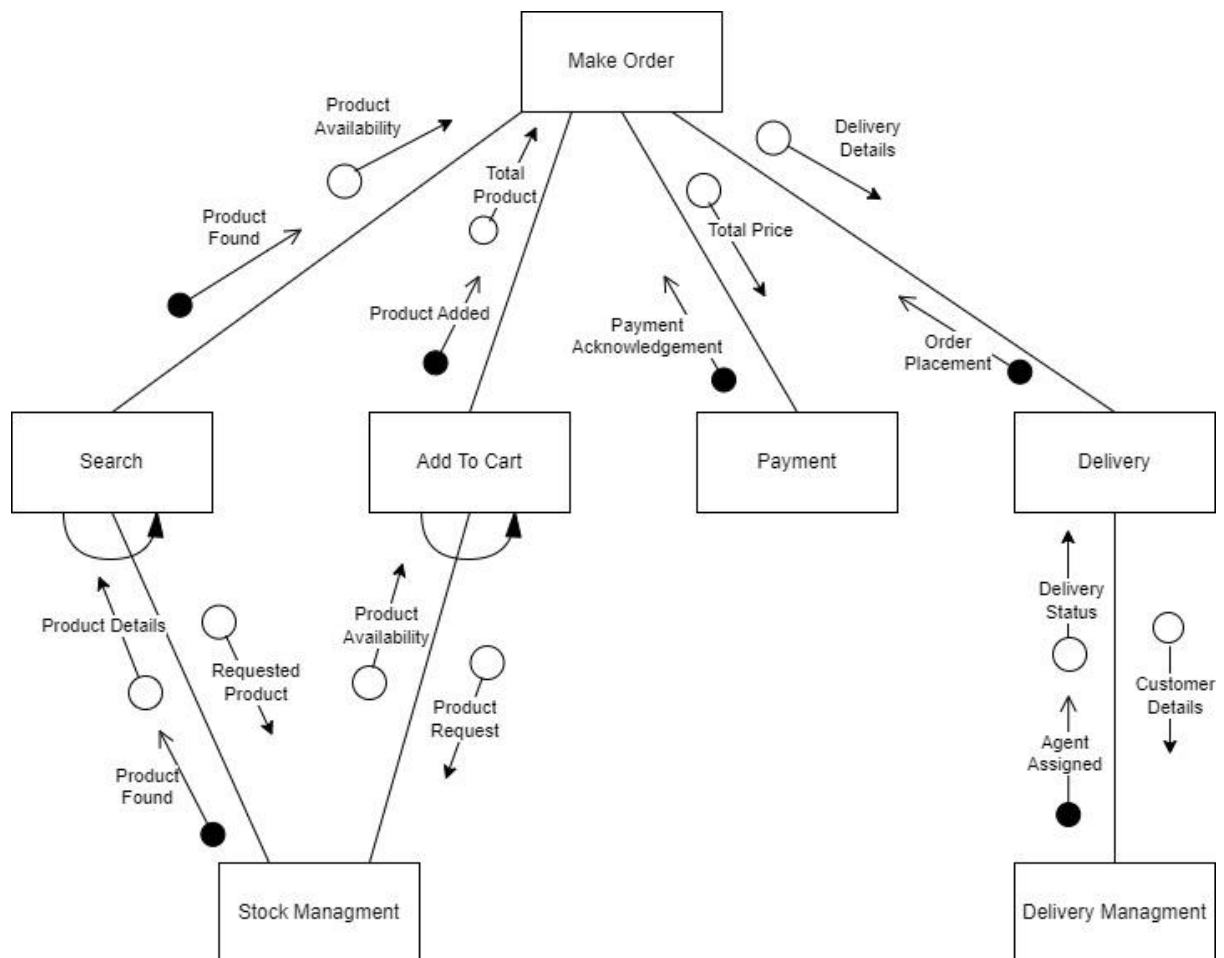 Make Order
Product
Availability
Delivery
Details
Total
Product
Product
Found
Total Price
Product Added
Payment
Acknowledgement
Order
Placement
Search
Add To Cart
Payment
Delivery
Product Details
Requested
Product
Product
Availability
Product
Request
Delivery
Status
Customer
Details
Product
Found
Agent
Assigned
Stock Managment
Delivery Managment